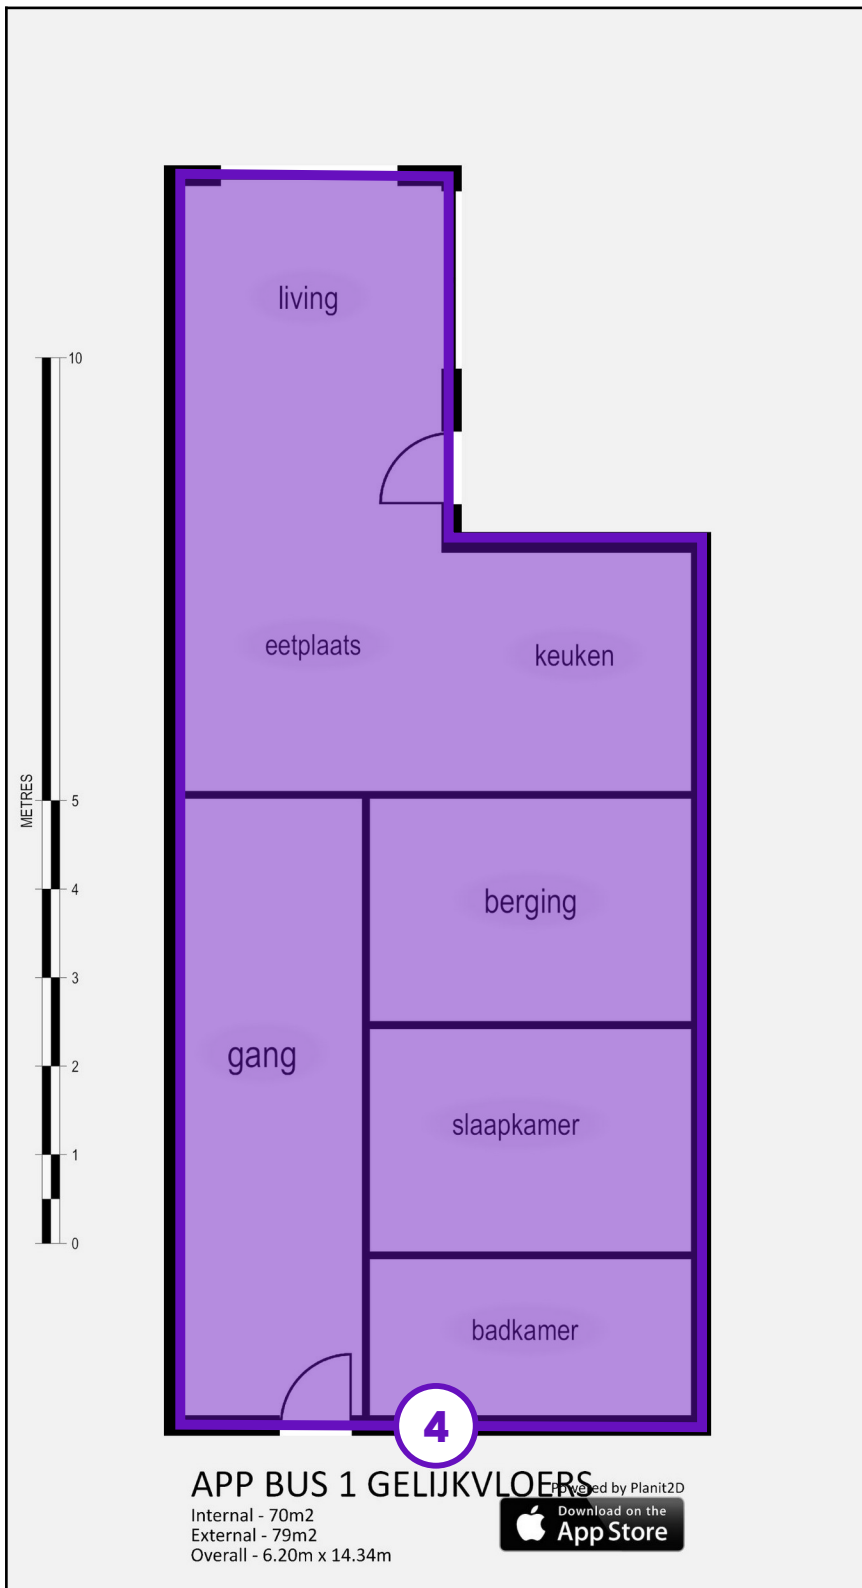 living
10
eetplaats
keuken
METRES
5
4
3
2
1
0
berging
gang
slaapkamer
badkamer
4
APP BUS 1 GELIJKVLOERS
Powered by Planit2D
Internal - 70m2
External - 79m2
Overall - 6.20m x 14.34m
Download on the
App Store